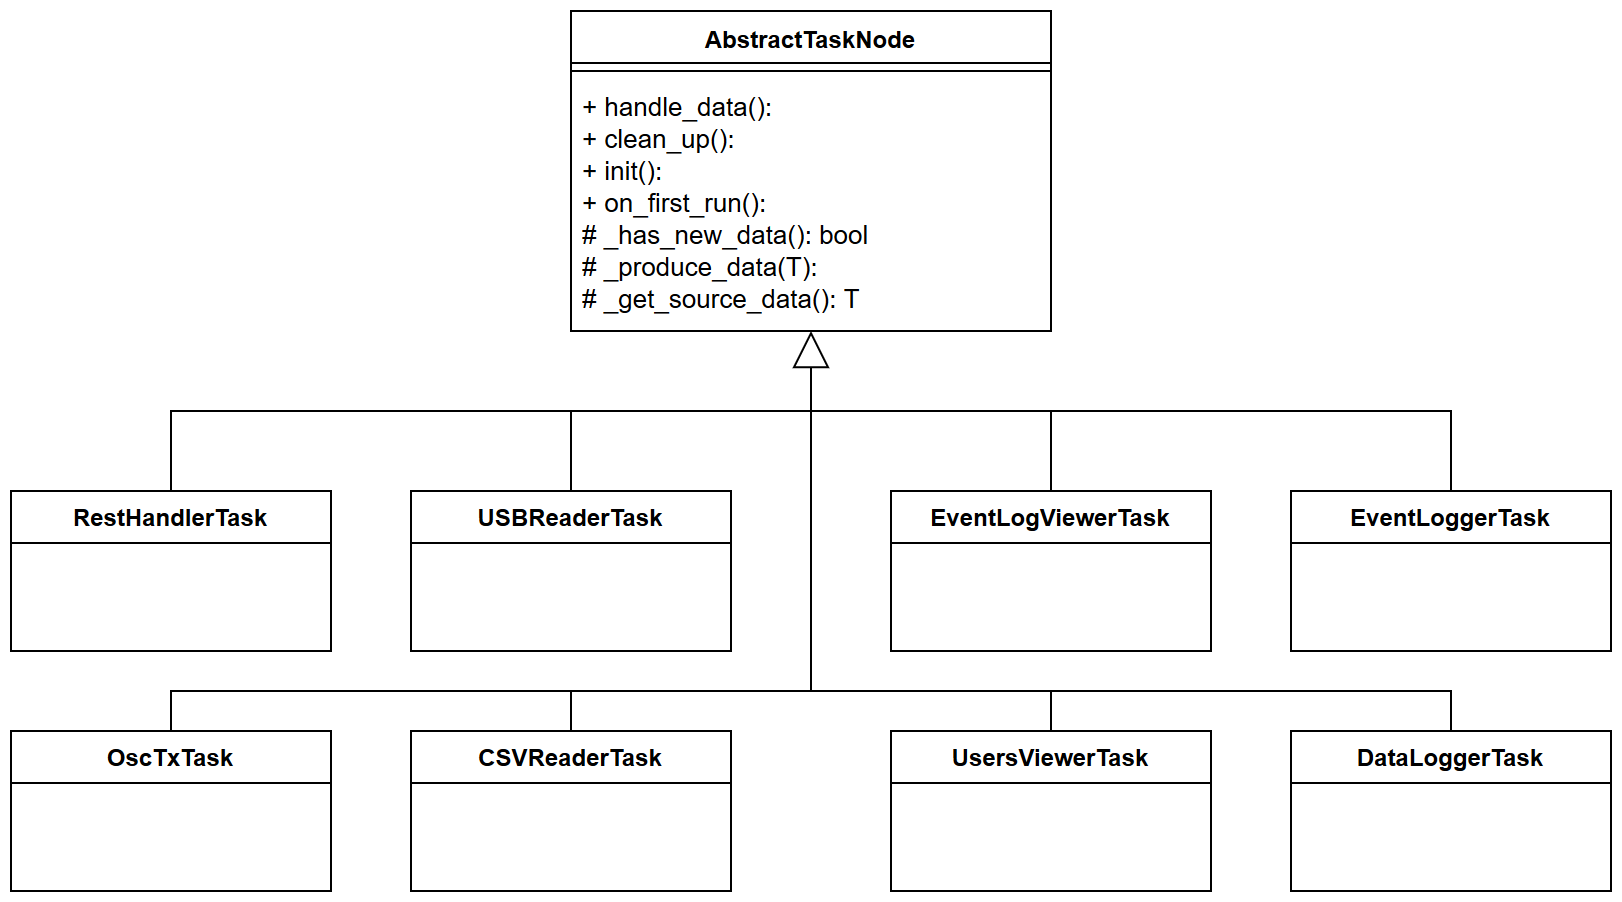 AbstractTaskNode
+ handle_data():
+ clean_up():
+ init():
+ on_first_run():
# _has_new_data(): bool
# _produce_data(T):
# _get_source_data(): T
RestHandlerTask
USBReaderTask
EventLogViewerTask
EventLoggerTask
OscTxTask
CSVReaderTask
UsersViewerTask
DataLoggerTask